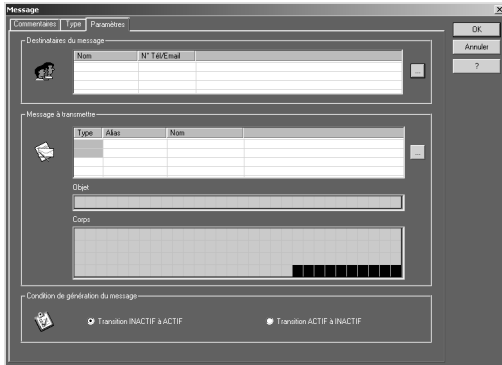 Message
Commentaires Type Paramètres
OK
Annuler
?
Destinataires du message
Nom N° Tél/Email
...
Message à transmettre
Type Alias Nom
...
Objet
Corps
Condition de génération du message
Transition INACTIF à ACTIF Transition ACTIF à INACTIF